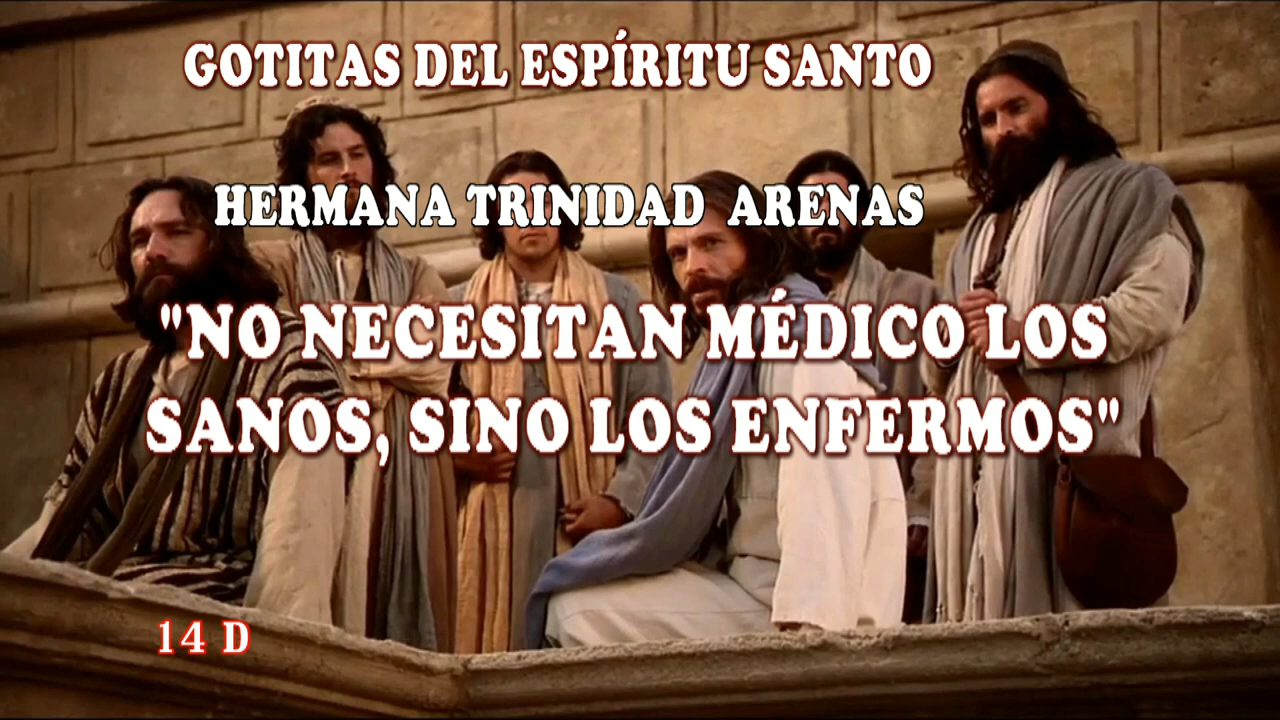 GOTITAS DEL ESPÍRITU SANTO
HERMANA TRINIDAD ARENAS
"NO NECESITAN MÉDICO LOS
SANOS, SINO LOS ENFERMOS"
14 D